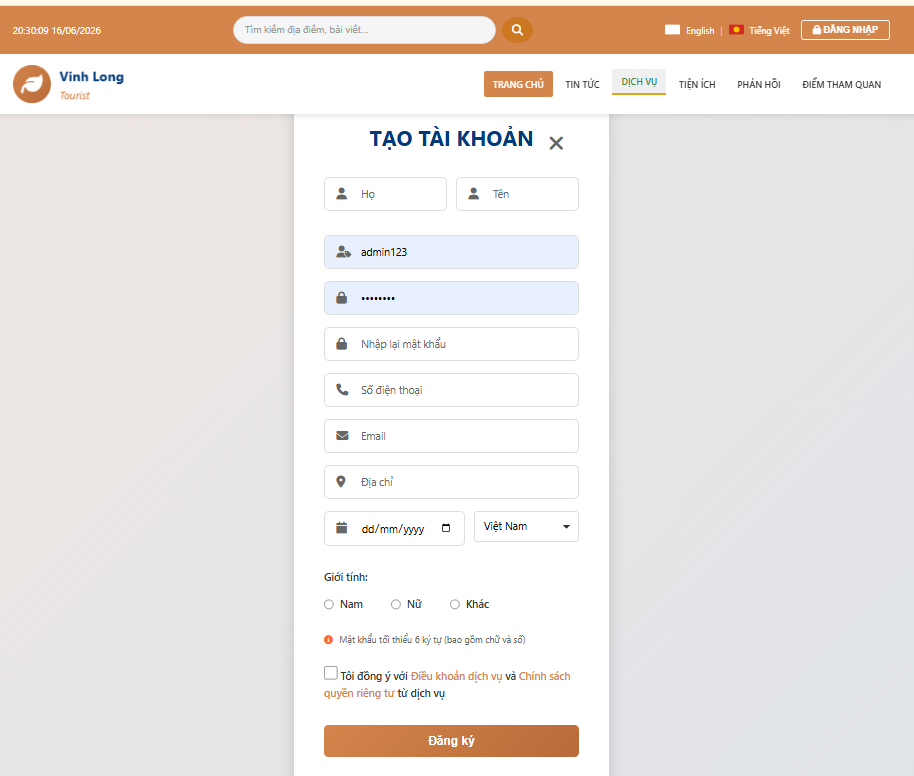 20:30:09 16/06/2026
Tìm kiếm địa điểm, bài viết...
English | Tiếng Việt
ĐĂNG NHẬP
Vinh Long
Tourist
TRANG CHỦ TIN TỨC DỊCH VỤ TIỆN ÍCH PHẢN HỒI ĐIỂM THAM QUAN
TẠO TÀI KHOẢN
Họ Tên
admin123
••••••••
Nhập lại mật khẩu
Số điện thoại
Email
Địa chỉ
dd/mm/yyyy Việt Nam
Giới tính:
Nam Nữ Khác
Mật khẩu tối thiểu 6 ký tự (bao gồm chữ và số)
Tôi đồng ý với Điều khoản dịch vụ và Chính sách
quyền riêng tư từ dịch vụ
Đăng ký